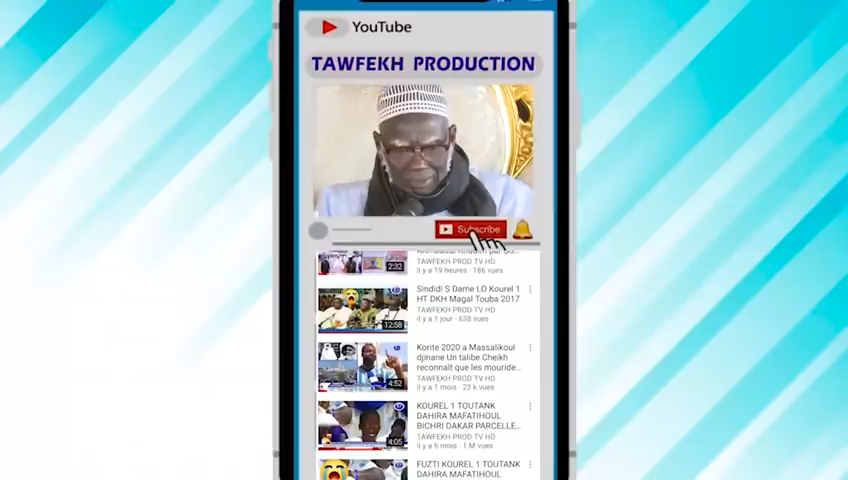 YouTube
TAWFEKH PRODUCTION
Subscribe
2:32
TAWFEKH PROD TV HD
il y a 19 heures · 186 vues
Sindidi S Dame LO Kourel 1
HT DKH Magal Touba 2017
TAWFEKH PROD TV HD
il y a 1 jour · 638 vues
12:58
Korite 2020 a Massalikoul
djinane Un talibe Cheikh
reconnaît que les mouride...
TAWFEKH PROD TV HD
il y a 1 mois · 23 k vues
4:52
KOUREL 1 TOUTANK
DAHIRA MAFATIHOUL
BICHRI DAKAR PARCELLE...
TAWFEKH PROD TV HD
il y a 6 mois · 1 M vues
4:05
FUZTI KOUREL 1 TOUTANK
DAHIRA MAFATIHOUL